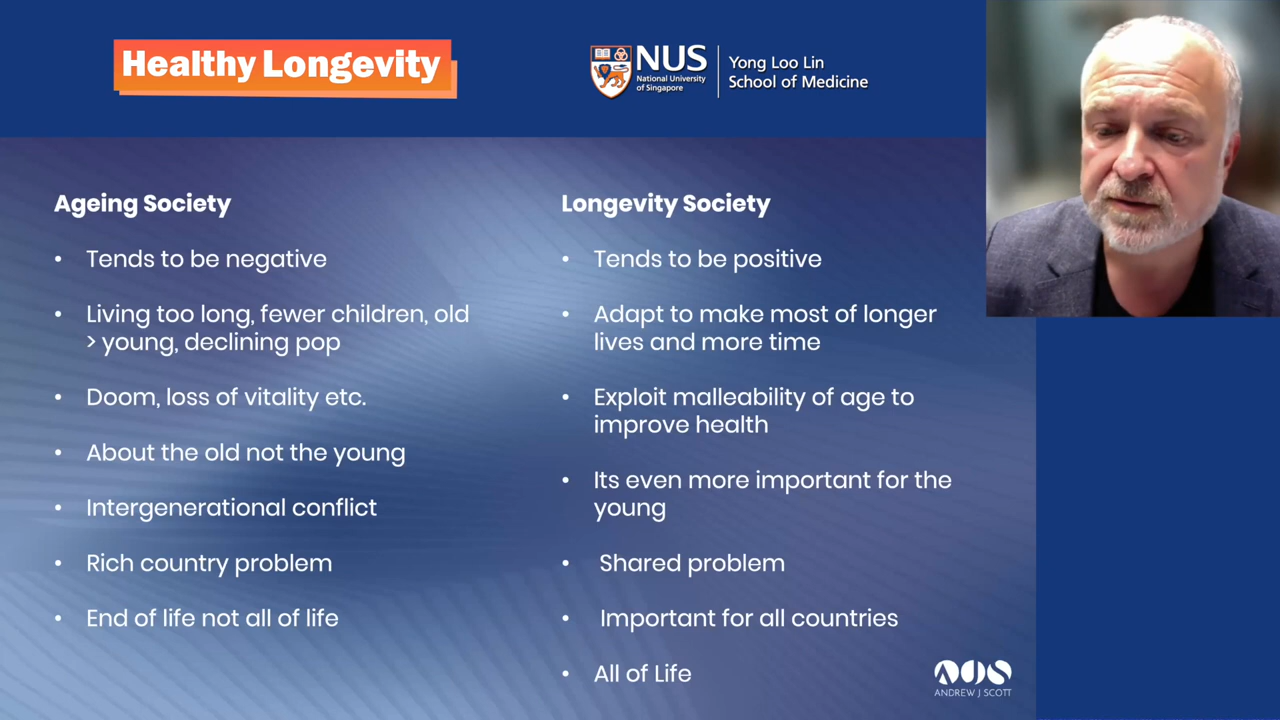 Healthy Longevity
NUS
National University
of Singapore
Yong Loo Lin
School of Medicine
Ageing Society
• Tends to be negative
• Living too long, fewer children, old
> young, declining pop
• Doom, loss of vitality etc.
• About the old not the young
• Intergenerational conflict
• Rich country problem
• End of life not all of life
Longevity Society
• Tends to be positive
• Adapt to make most of longer
lives and more time
• Exploit malleability of age to
improve health
• Its even more important for the
young
• Shared problem
• Important for all countries
• All of Life
AJS
ANDREW J SCOTT